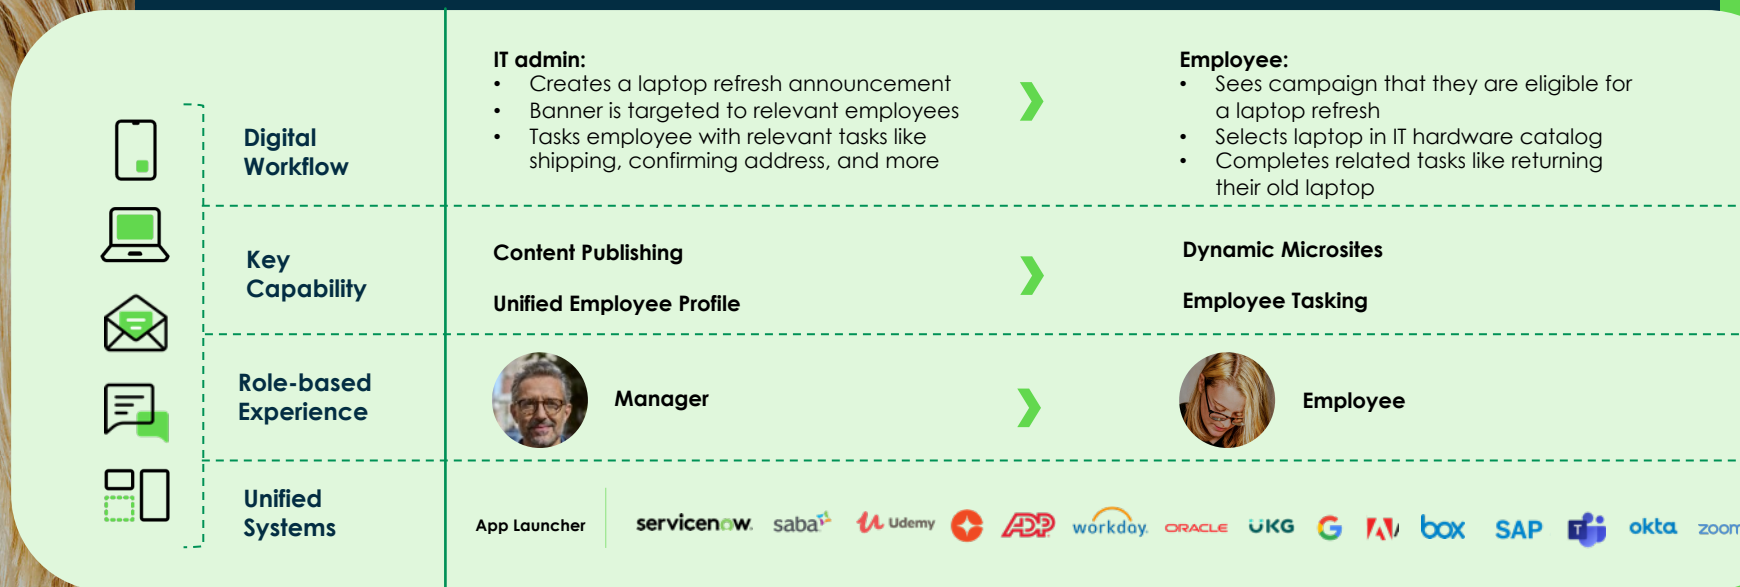 IT admin:
• Creates a laptop refresh announcement
• Banner is targeted to relevant employees
• Tasks employee with relevant tasks like
shipping, confirming address, and more
Employee:
• Sees campaign that they are eligible for
a laptop refresh
• Selects laptop in IT hardware catalog
• Completes related tasks like returning
their old laptop
Digital
Workflow
Key
Capability
Content Publishing
Unified Employee Profile
Dynamic Microsites
Employee Tasking
Role-based
Experience
Manager
Employee
Unified
Systems
App Launcher
servicenow.
saba
Udemy
ADP
workday.
ORACLE
UKG
G
box
SAP
T
okta
zoom